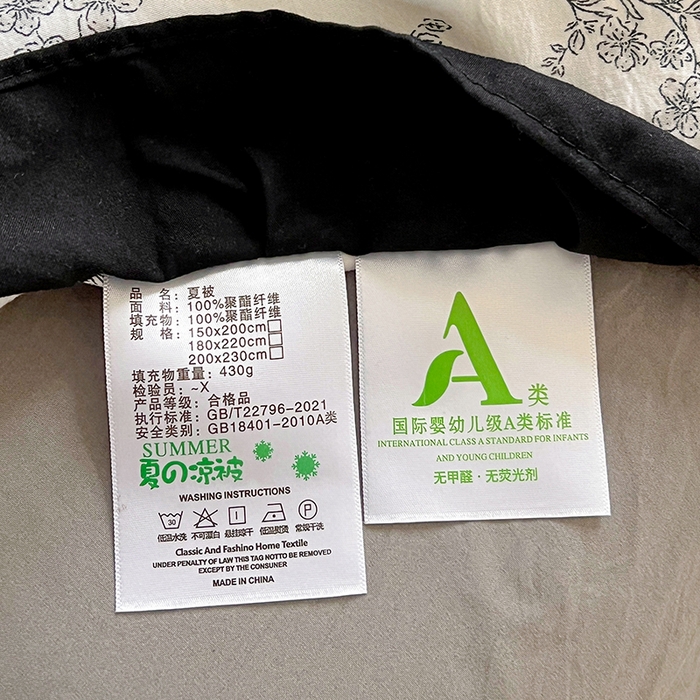 品 名：夏被
面 料：100%聚酯纤维
填充物：100%聚酯纤维
规 格：150x200cm
180x220cm
200x230cm
填充物重量：430g
检验员：~X
产品等级：合格品
执行标准：GB/T22796-2021
安全类别：GB18401-2010A类
SUMMER
夏の凉被
WASHING INSTRUCTIONS
30 P
低温水洗 不可漂白 悬挂晾干 低温熨烫 常规干洗
Classic And Fashino Home Textile
UNDER PENALTY OF LAW THIS TAG NOTTO BE REMOVED
EXCEPT BY THE CONSUNER
MADE IN CHINA
A类
国际婴幼儿级A类标准
INTERNATIONAL CLASS A STANDARD FOR INFANTS
AND YOUNG CHILDREN
无甲醛·无荧光剂